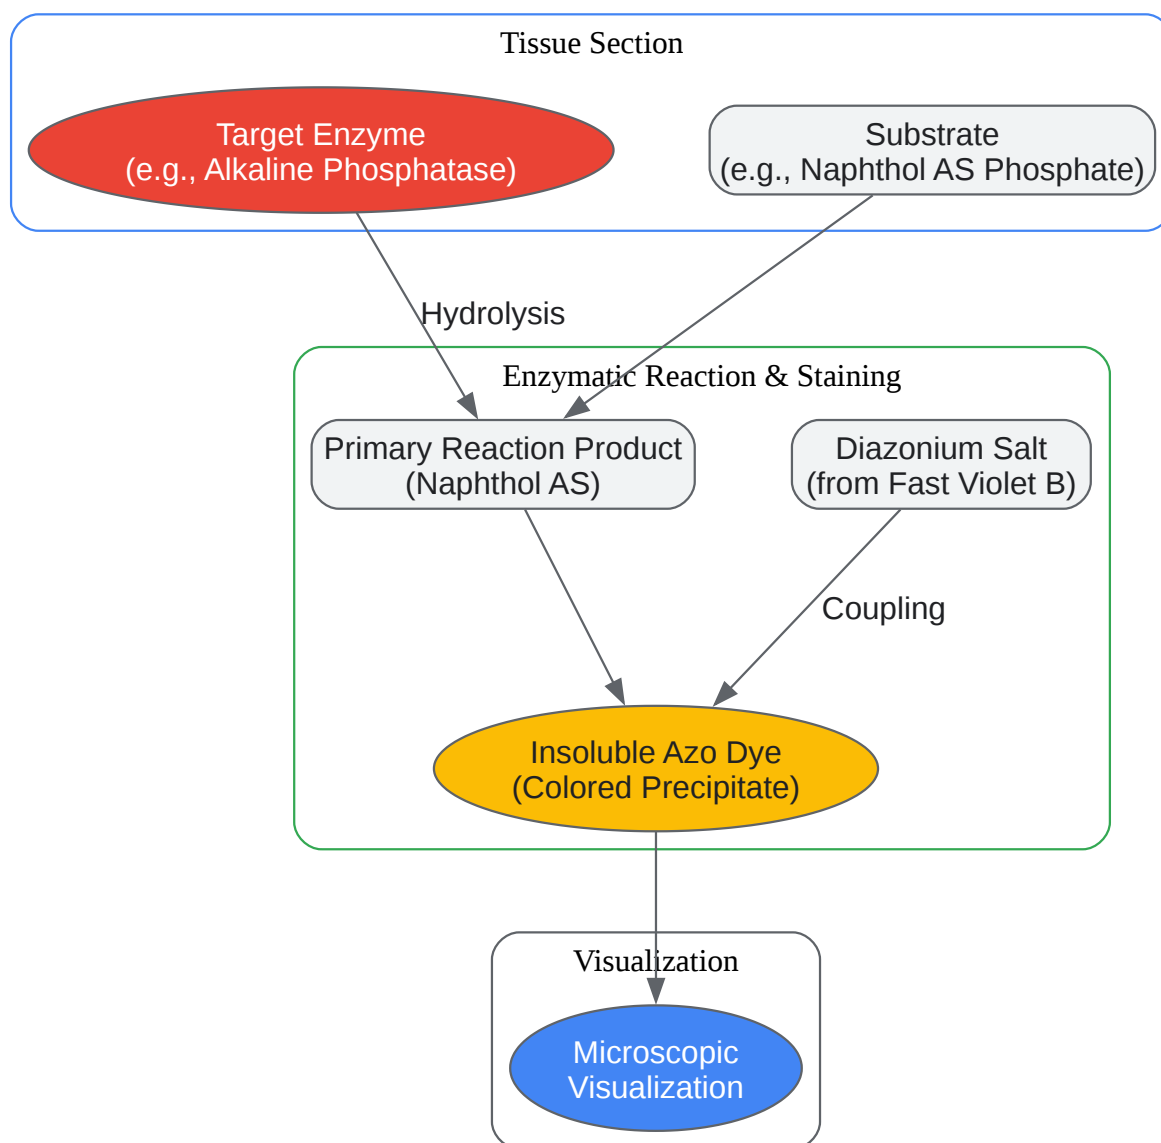 Tissue Section
Target Enzyme
(e.g., Alkaline Phosphatase)
Substrate
(e.g., Naphthol AS Phosphate)
Hydrolysis
Enzymatic Reaction & Staining
Primary Reaction Product
(Naphthol AS)
Diazonium Salt
(from Fast Violet B)
Coupling
Insoluble Azo Dye
(Colored Precipitate)
Visualization
Microscopic
Visualization